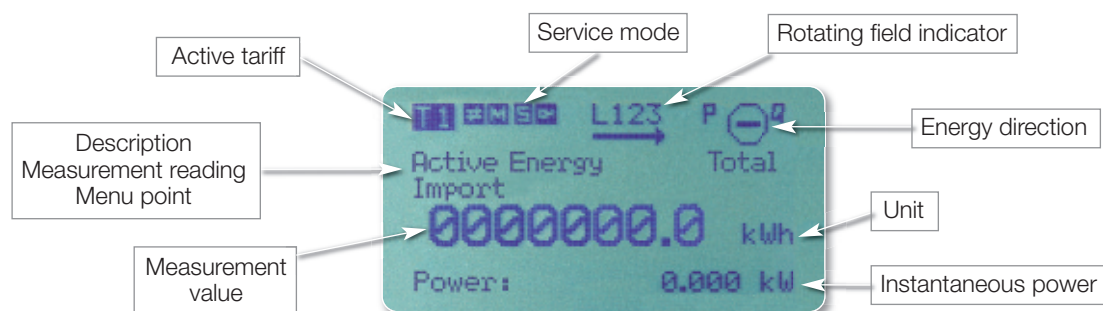 Service mode
Rotating field indicator
Active tariff
T1 M S L123 P Q
Energy direction
Description
Measurement reading
Menu point
Active Energy Total
Import
0000000.0 kWh
Unit
Measurement
value
Power: 0.000 kW
Instantaneous power